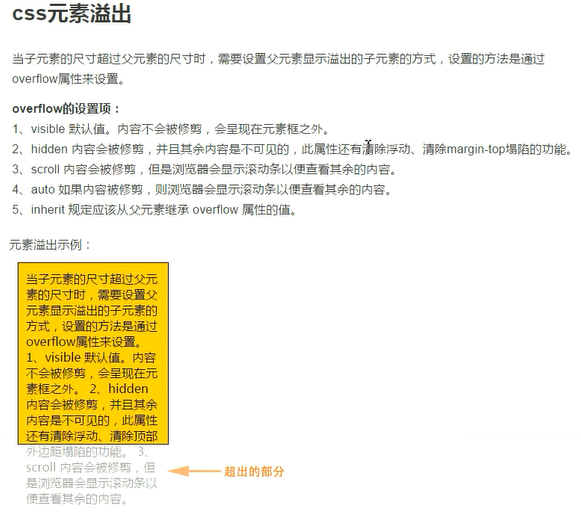 css元素溢出
当子元素的尺寸超过父元素的尺寸时，需要设置父元素显示溢出的子元素的方式，设置的方法是通过
overflow属性来设置。
overflow的设置项：
1、visible 默认值。内容不会被修剪，会呈现在元素框之外。
2、hidden 内容会被修剪，并且其余内容是不可见的，此属性还有清除浮动、清除margin-top塌陷的功能。
3、scroll 内容会被修剪，但是浏览器会显示滚动条以便查看其余的内容。
4、auto 如果内容被修剪，则浏览器会显示滚动条以便查看其余的内容。
5、inherit 规定应该从父元素继承 overflow 属性的值。
元素溢出示例：
当子元素的尺寸超过父元
素的尺寸时，需要设置父
元素显示溢出的子元素的
方式，设置的方法是通过
overflow属性来设置。
1、visible 默认值。内容
不会被修剪，会呈现在元
素框之外。 2、hidden
内容会被修剪，并且其余
内容是不可见的，此属性
还有清除浮动、清除顶部
外边距塌陷的功能。 3、
scroll 内容会被修剪，但
是浏览器会显示滚动条以
便查看其余的内容。
超出的部分